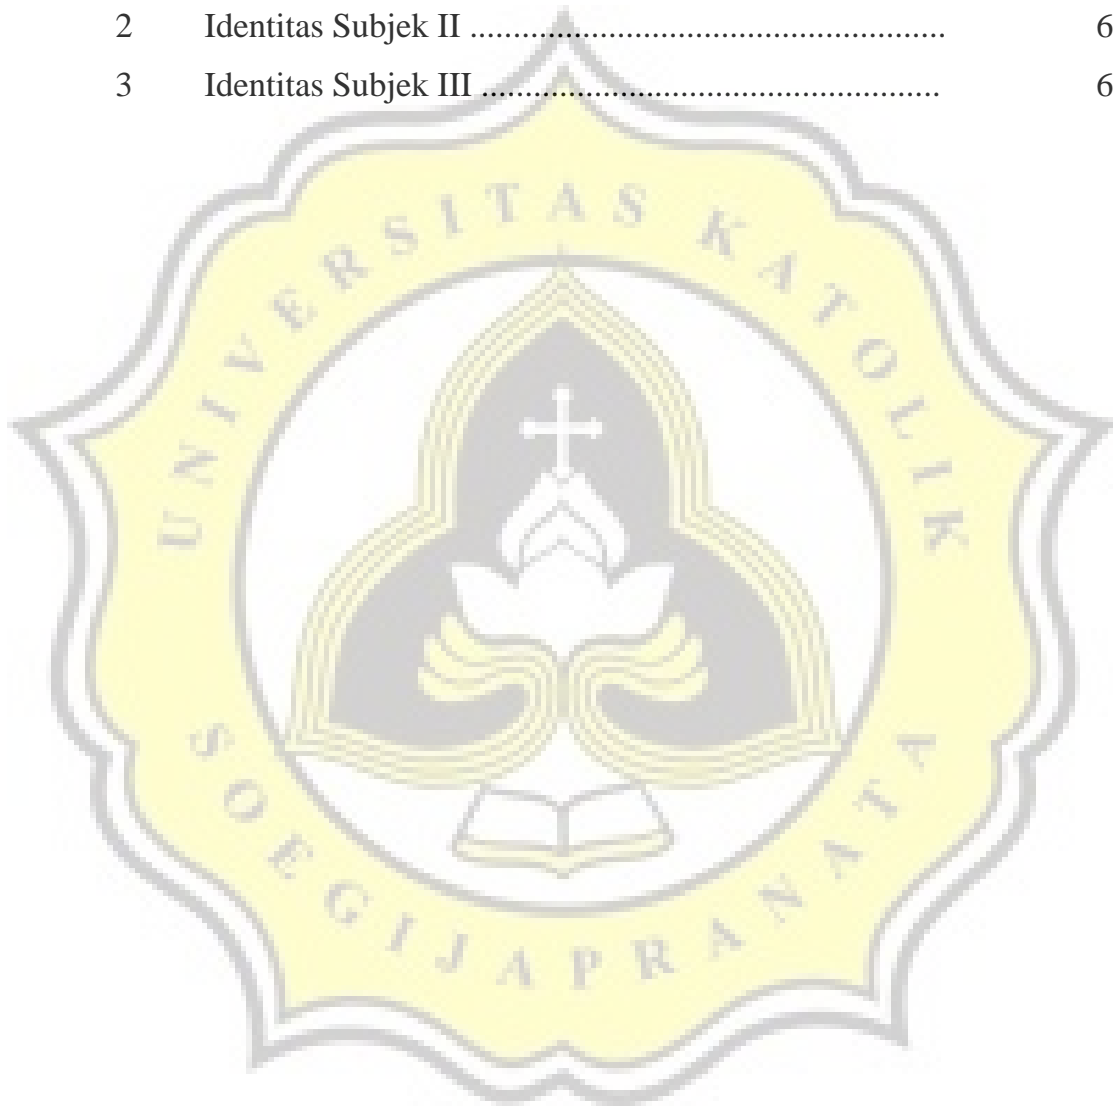 2 Identitas Subjek II ...................................................... 6
3 Identitas Subjek III .................................................... 6
UNIVERSITAS KATOLIK
SOEGIJAPRANATA